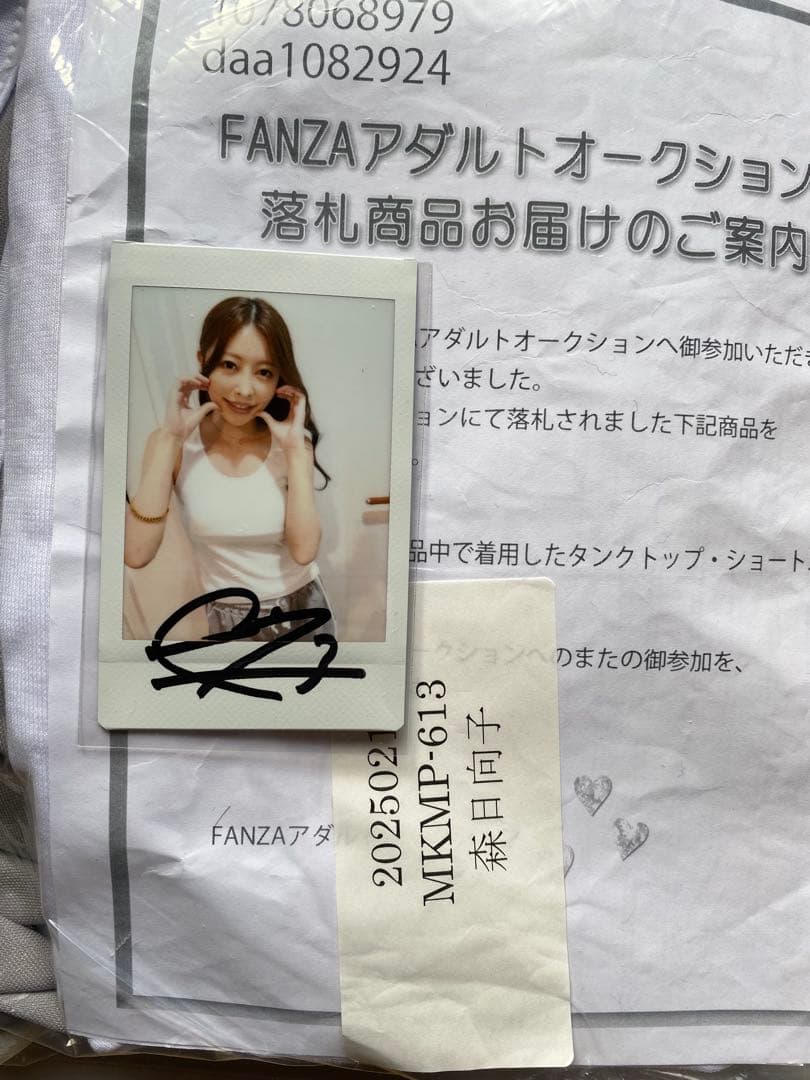 1078068979
daa1082924
FANZAアダルトオークション
落札商品お届けのご案内
アダルトオークションへ御参加いただき
ざいました。
ョンにて落札されました下記商品を
。
品中で着用したタンクトップ・ショート
ークションへのまたの御参加を、
FANZAアダル
2025021
MKMP-613
森日向子